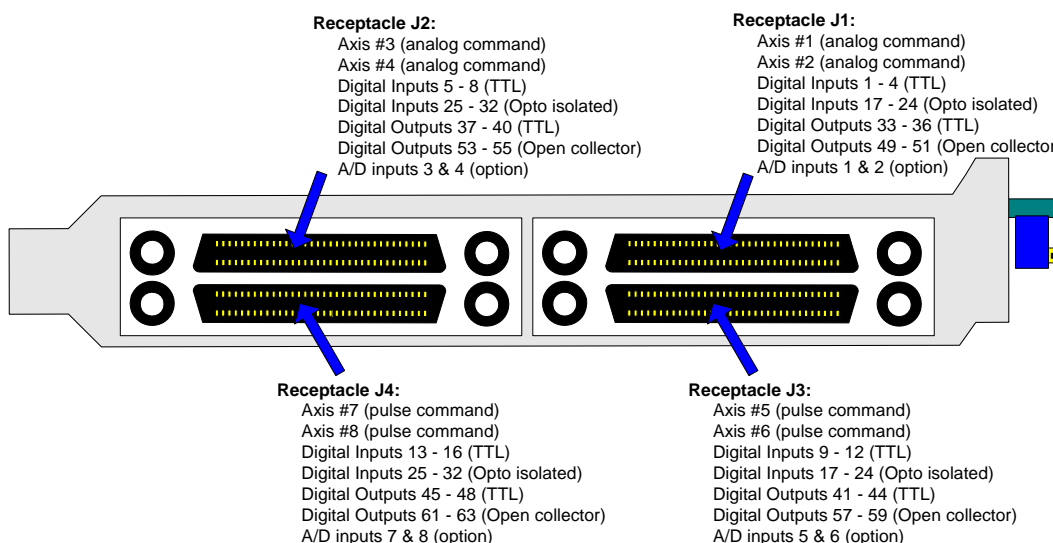 Receptacle J2:
Axis #3 (analog command)
Axis #4 (analog command)
Digital Inputs 5 - 8 (TTL)
Digital Inputs 25 - 32 (Opto isolated)
Digital Outputs 37 - 40 (TTL)
Digital Outputs 53 - 55 (Open collector)
A/D inputs 3 & 4 (option)
Receptacle J1:
Axis #1 (analog command)
Axis #2 (analog command)
Digital Inputs 1 - 4 (TTL)
Digital Inputs 17 - 24 (Opto isolated)
Digital Outputs 33 - 36 (TTL)
Digital Outputs 49 - 51 (Open collector
A/D inputs 1 & 2 (option)
Receptacle J4:
Axis #7 (pulse command)
Axis #8 (pulse command)
Digital Inputs 13 - 16 (TTL)
Digital Inputs 25 - 32 (Opto isolated)
Digital Outputs 45 - 48 (TTL)
Digital Outputs 61 - 63 (Open collector)
A/D inputs 7 & 8 (option)
Receptacle J3:
Axis #5 (pulse command)
Axis #6 (pulse command)
Digital Inputs 9 - 12 (TTL)
Digital Inputs 17 - 24 (Opto isolated)
Digital Outputs 41 - 44 (TTL)
Digital Outputs 57 - 59 (Open collector)
A/D inputs 5 & 6 (option)